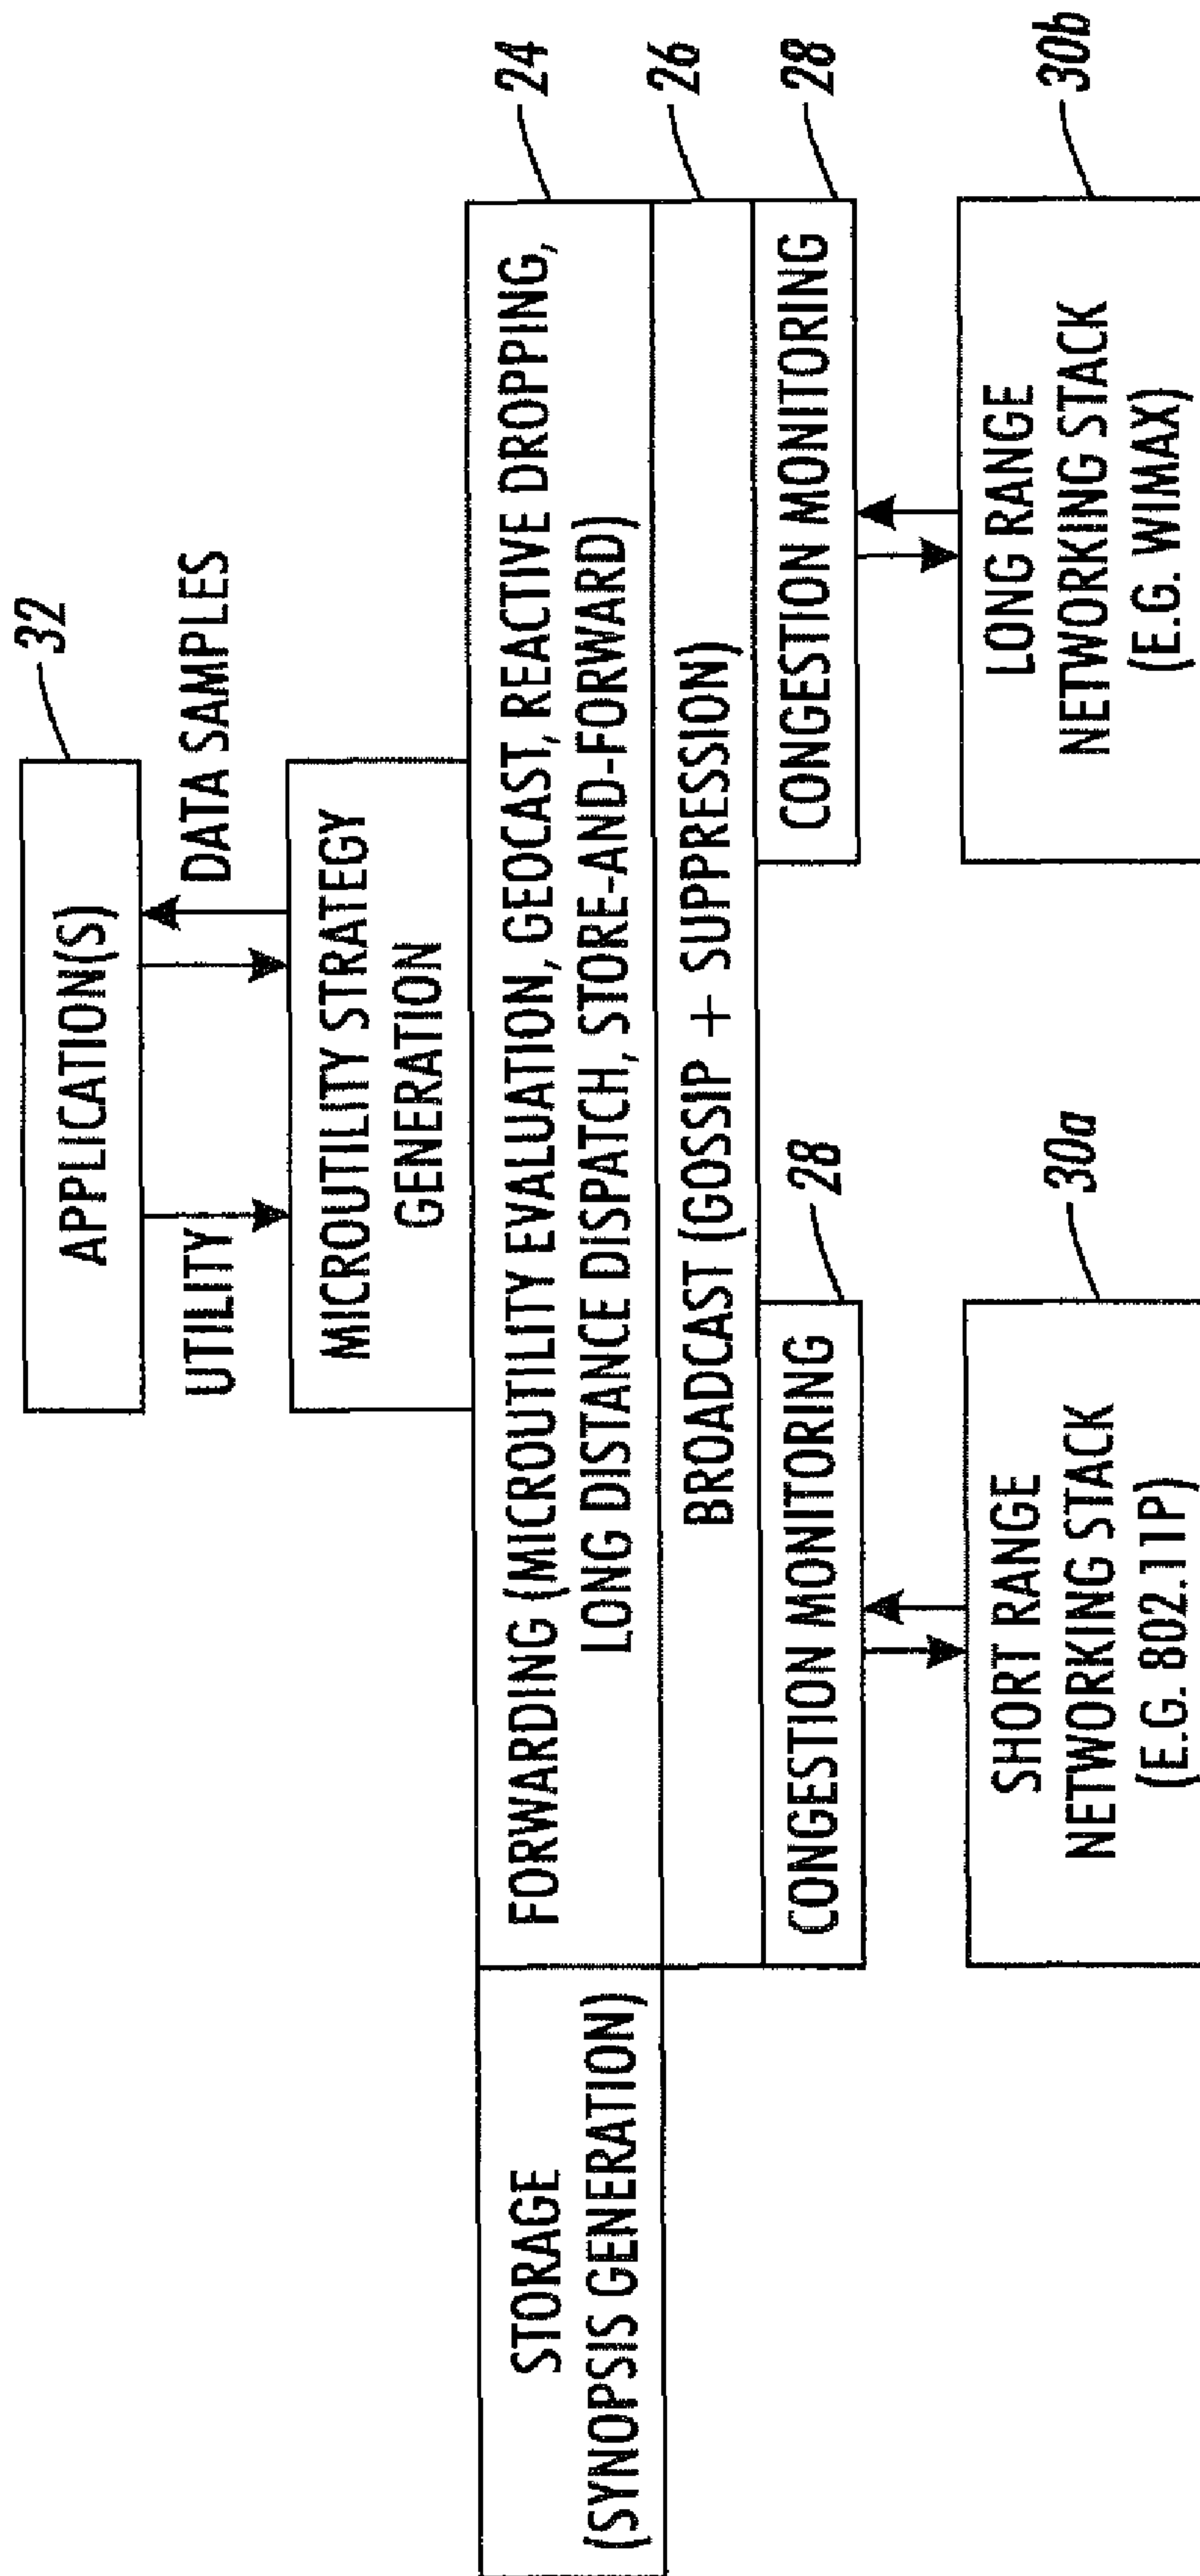 32
APPLICATION(S)
UTILITY
DATA SAMPLES
MICROUTILITY STRATEGY
GENERATION
24
STORAGE
(SYNOPSIS GENERATION)
FORWARDING (MICROUTILITY EVALUATION, GEOCAST, REACTIVE DROPPING,
LONG DISTANCE DISPATCH, STORE-AND-FORWARD)
26
BROADCAST (GOSSIP + SUPPRESSION)
28
CONGESTION MONITORING
28
CONGESTION MONITORING
30a
SHORT RANGE
NETWORKING STACK
(E.G. 802.11P)
30b
LONG RANGE
NETWORKING STACK
(E.G. WIMAX)